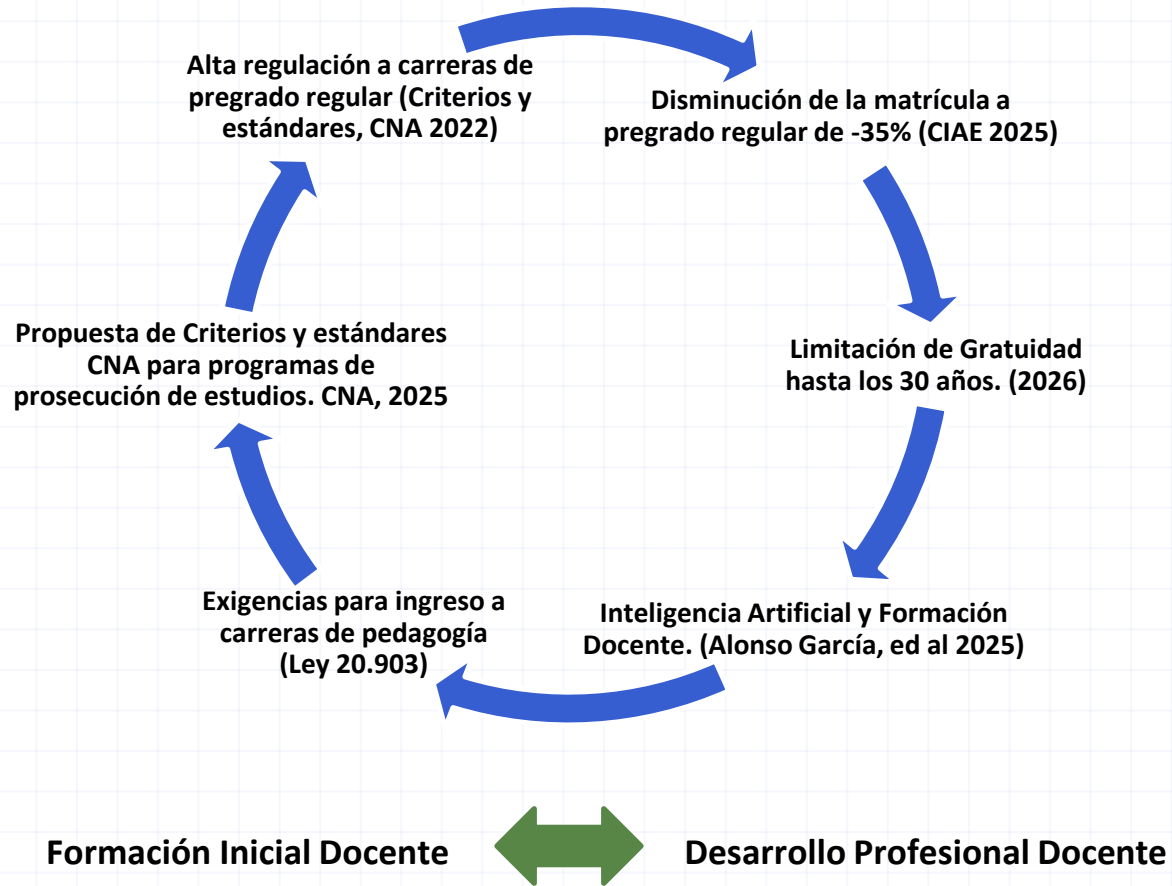 Alta regulación a carreras de
pregrado regular (Criterios y
estándares, CNA 2022)
Disminución de la matrícula a
pregrado regular de -35% (CIAE 2025)
Limitación de Gratuidad
hasta los 30 años. (2026)
Inteligencia Artificial y Formación
Docente. (Alonso García, ed al 2025)
Exigencias para ingreso a
carreras de pedagogía
(Ley 20.903)
Propuesta de Criterios y estándares
CNA para programas de
prosecución de estudios. CNA, 2025
Formación Inicial Docente
Desarrollo Profesional Docente